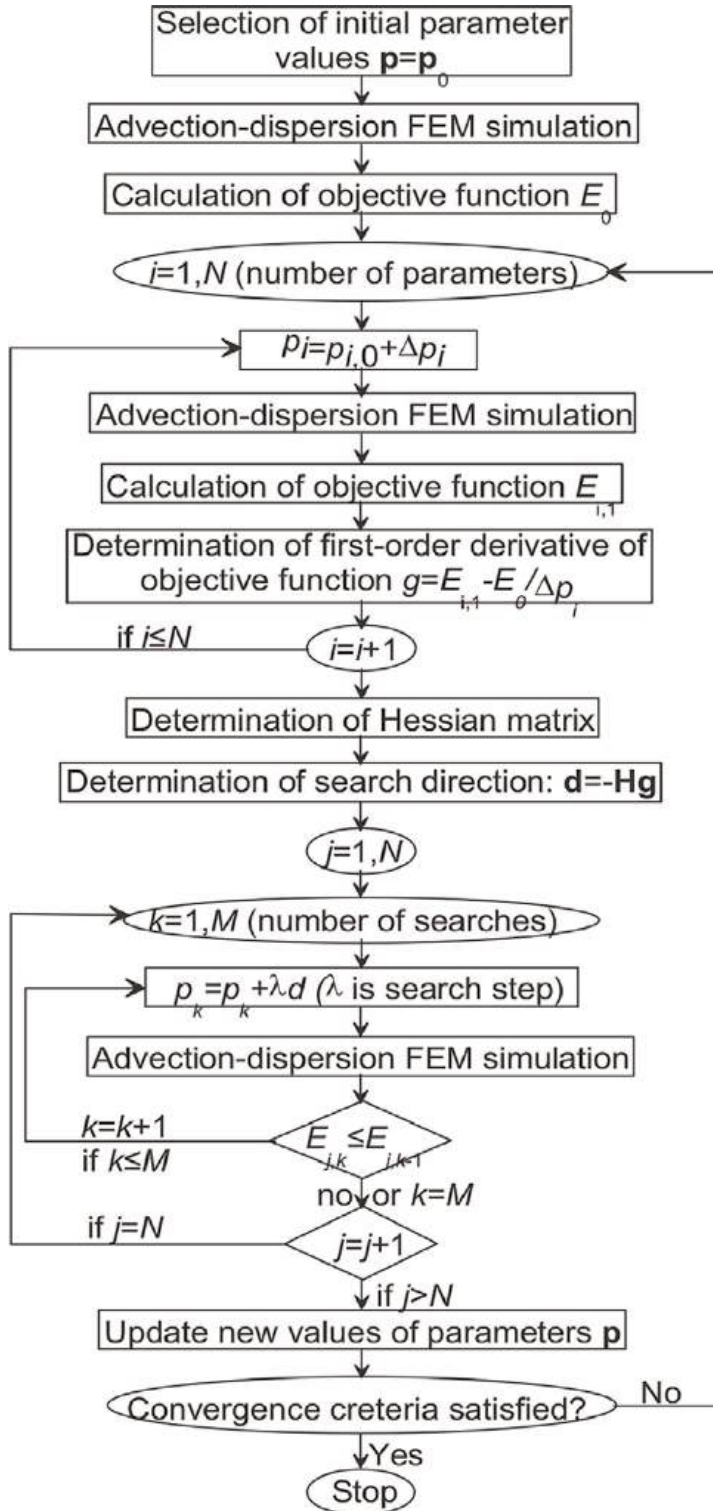 Selection of initial parameter
values p=p0
Advection-dispersion FEM simulation
Calculation of objective function E0
i=1,N (number of parameters)
pi=pi,0+Δpi
Advection-dispersion FEM simulation
Calculation of objective function Ei,1
Determination of first-order derivative of
objective function g=Ei,1-E0/Δpi
if i≤N
i=i+1
Determination of Hessian matrix
Determination of search direction: d=-Hg
j=1,N
k=1,M (number of searches)
pk=pk+λd (λ is search step)
Advection-dispersion FEM simulation
k=k+1
if k≤M
Ej,k≤Ej,k-1
no or k=M
if j=N
j=j+1
if j>N
Update new values of parameters p
Convergence creteria satisfied?
No
Yes
Stop